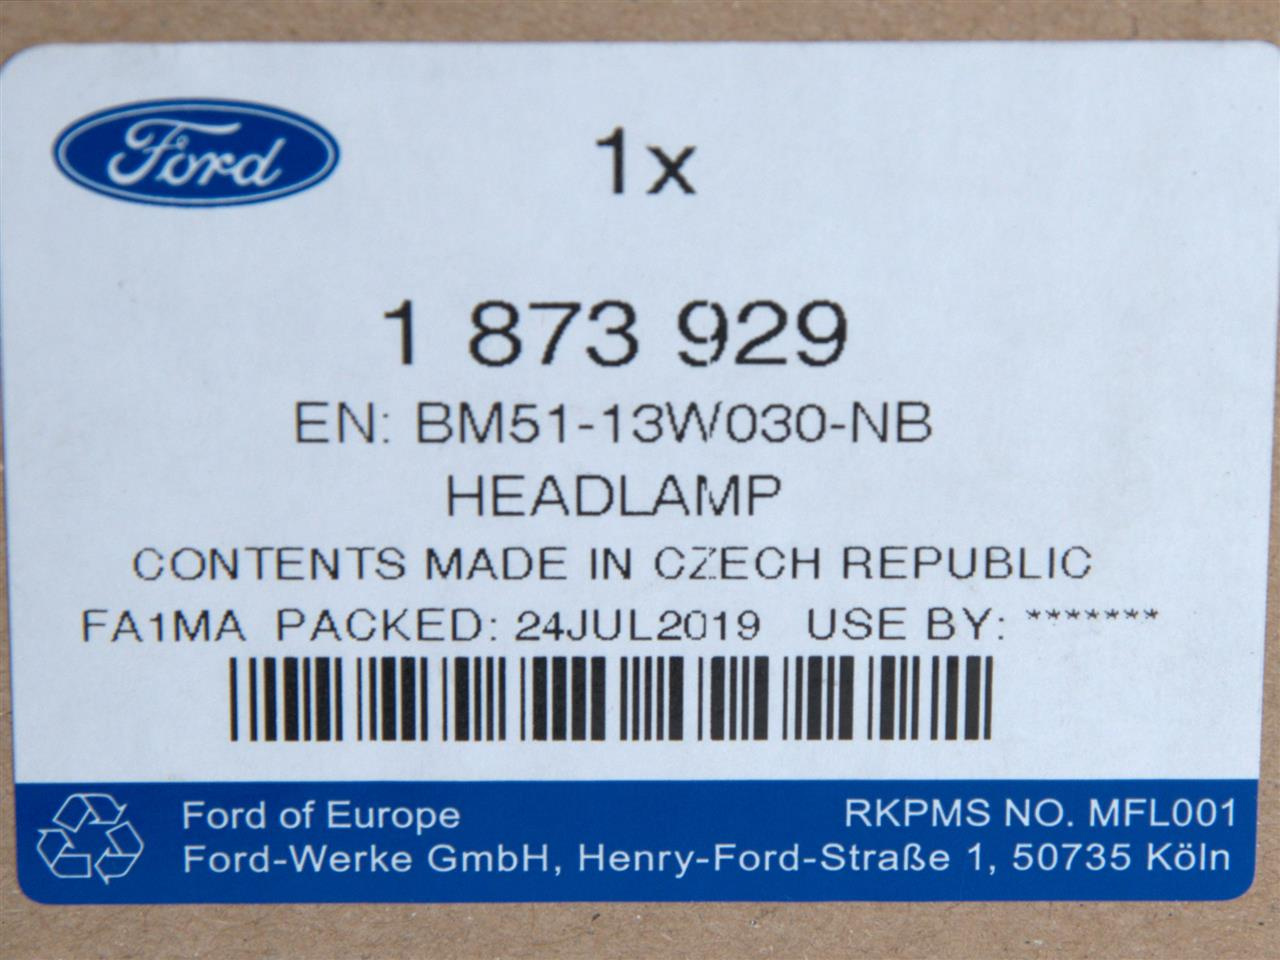 Ford
1x
1 873 929
EN: BM51-13W030-NB
HEADLAMP
CONTENTS MADE IN CZECH REPUBLIC
FA1MA PACKED: 24JUL2019 USE BY: *******
Ford of Europe RKPMS NO. MFL001
Ford-Werke GmbH, Henry-Ford-Straße 1, 50735 Köln